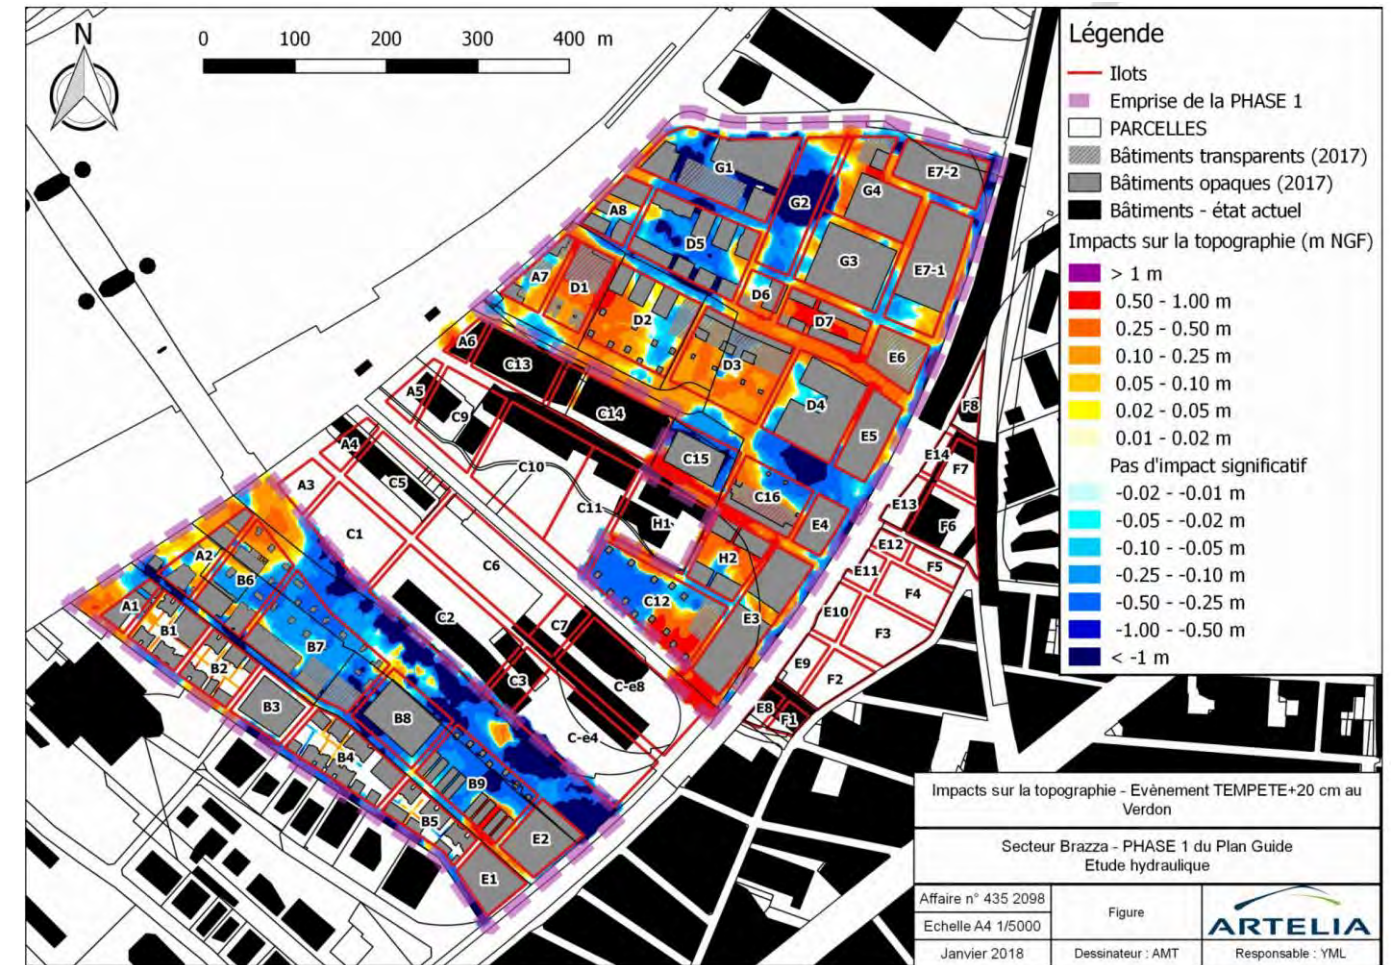 N
0 100 200 300 400 m
Légende
Ilots
Emprise de la PHASE 1
PARCELLES
Bâtiments transparents (2017)
Bâtiments opaques (2017)
Bâtiments - état actuel
Impacts sur la topographie (m NGF)
> 1 m
0.50 - 1.00 m
0.25 - 0.50 m
0.10 - 0.25 m
0.05 - 0.10 m
0.02 - 0.05 m
0.01 - 0.02 m
Pas d'impact significatif
-0.02 - -0.01 m
-0.05 - -0.02 m
-0.10 - -0.05 m
-0.25 - -0.10 m
-0.50 - -0.25 m
-1.00 - -0.50 m
< -1 m
G1
E7-2
G4
G2
A8
D5
G3
E7-1
A7
D1
D6
D2
D7
A6
C13
D3
E6
A5
C9
C14
D4
F8
E5
A4
C15
E14
F7
C10
A3
C5
C16
E13
C11
E4
F6
C1
H1
E12
A2
H2
F5
C6
E11
B6
F4
A1
C12
E10
B1
C2
C7
E3
F3
B7
B2
E9
C3
C-e8
F2
B3
B8
E8
F1
C-e4
B4
B9
B5
E2
E1
Impacts sur la topographie - Evènement TEMPETE+20 cm au
Verdon
Secteur Brazza - PHASE 1 du Plan Guide
Etude hydraulique
Affaire n° 435 2098
Figure
ARTELIA
Echelle A4 1/5000
Janvier 2018
Dessinateur : AMT
Responsable : YML